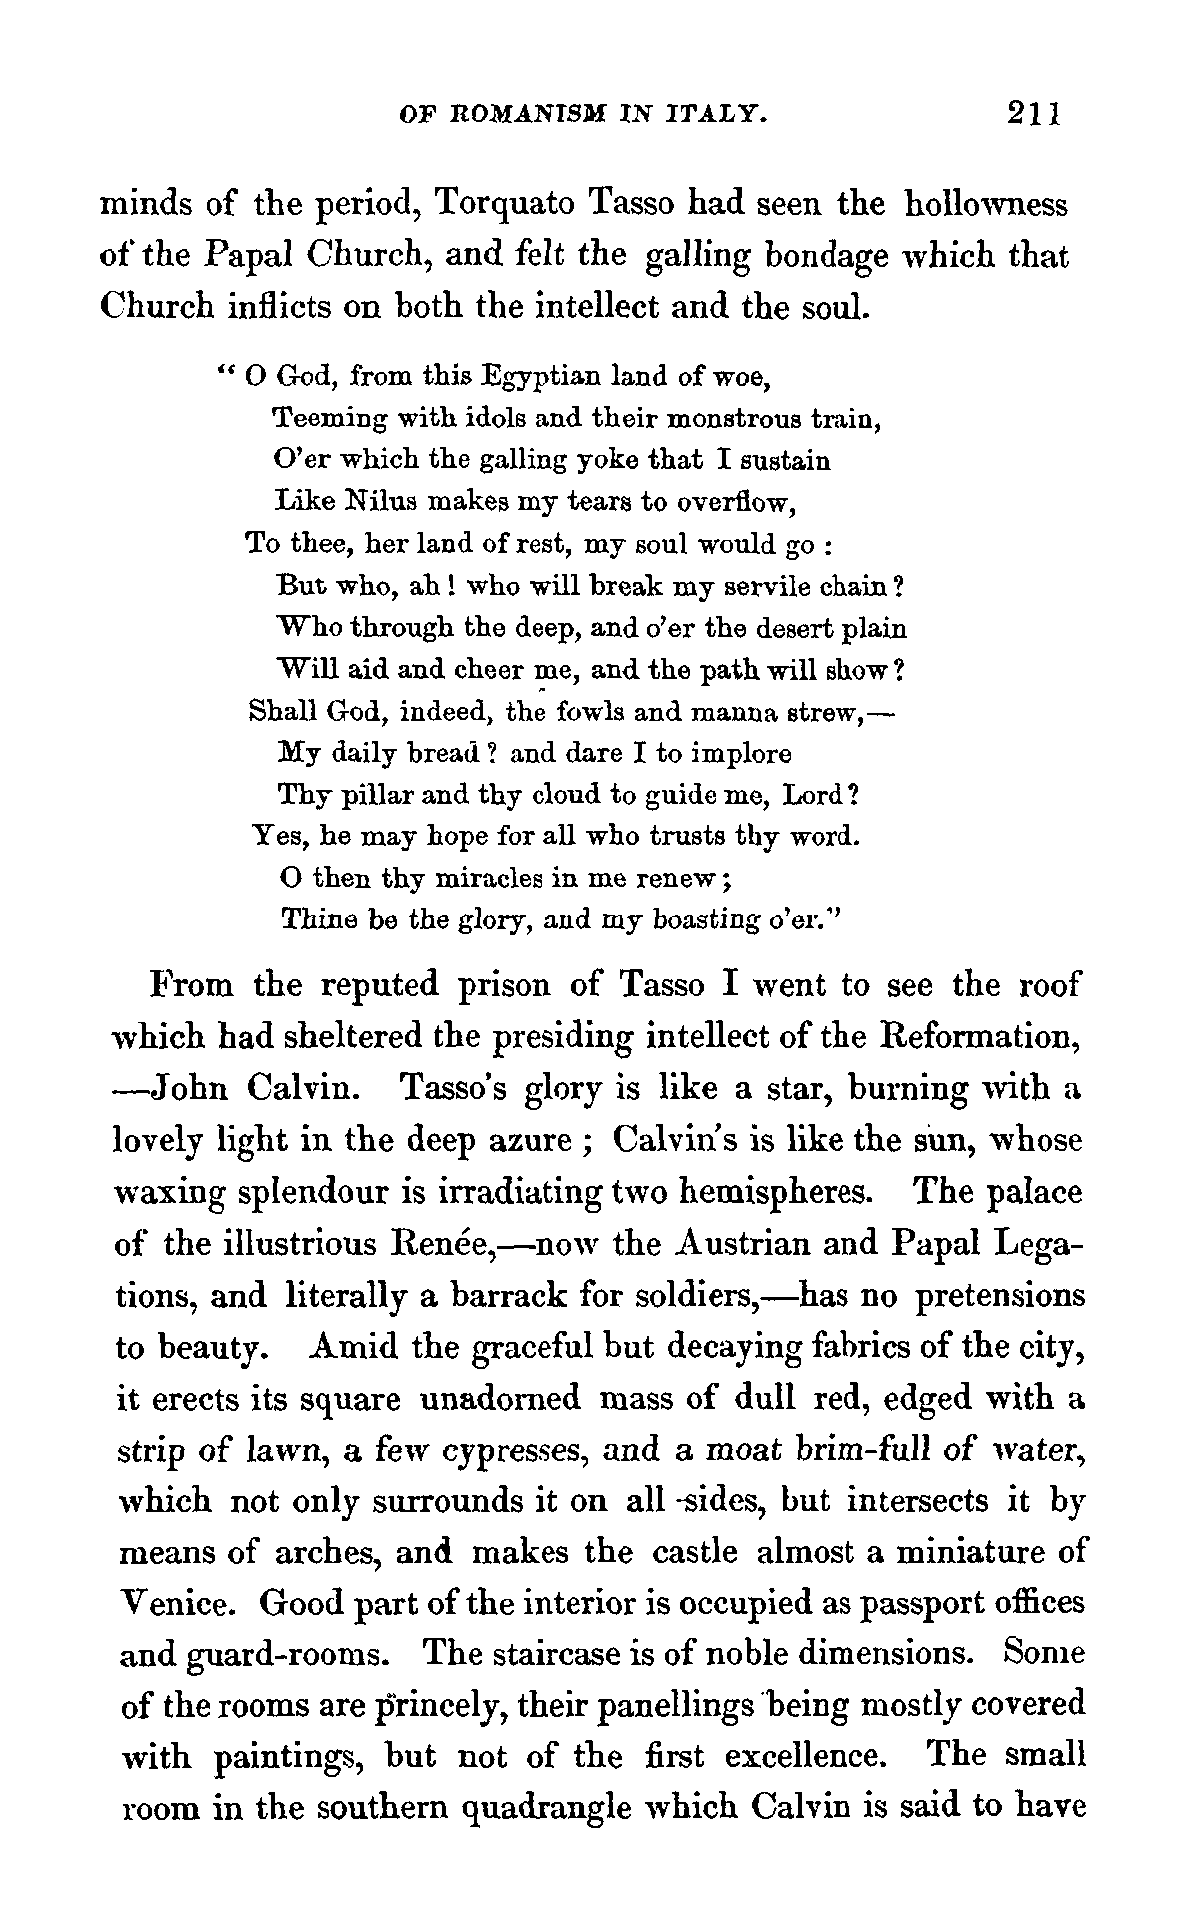 OF ROMANISM IN ITALY. 211
minds of the period, Torquato Tasso had seen the hollowness
of the Papal Church, and felt the galling bondage which that
Church inflicts on both the intellect and the soul.
“ O God, from this Egyptian land of woe,
Teeming with idols and their monstrous train,
O’er which the galling yoke that I sustain
Like Nilus makes my tears to overflow,
To thee, her land of rest, my soul would go :
But who, ah ! who will break my servile chain ?
Who through the deep, and o’er the desert plain
Will aid and cheer me, and the path will show ?
Shall God, indeed, the fowls and manna strew,—
My daily bread ? and dare I to implore
Thy pillar and thy cloud to guide me, Lord ?
Yes, he may hope for all who trusts thy word.
O then thy miracles in me renew ;
Thine be the glory, and my boasting o’er.”
From the reputed prison of Tasso I went to see the roof
which had sheltered the presiding intellect of the Reformation,
—John Calvin. Tasso’s glory is like a star, burning with a
lovely light in the deep azure ; Calvin’s is like the sun, whose
waxing splendour is irradiating two hemispheres. The palace
of the illustrious Renée,—now the Austrian and Papal Lega-
tions, and literally a barrack for soldiers,—has no pretensions
to beauty. Amid the graceful but decaying fabrics of the city,
it erects its square unadorned mass of dull red, edged with a
strip of lawn, a few cypresses, and a moat brim-full of water,
which not only surrounds it on all sides, but intersects it by
means of arches, and makes the castle almost a miniature of
Venice. Good part of the interior is occupied as passport offices
and guard-rooms. The staircase is of noble dimensions. Some
of the rooms are princely, their panellings being mostly covered
with paintings, but not of the first excellence. The small
room in the southern quadrangle which Calvin is said to have